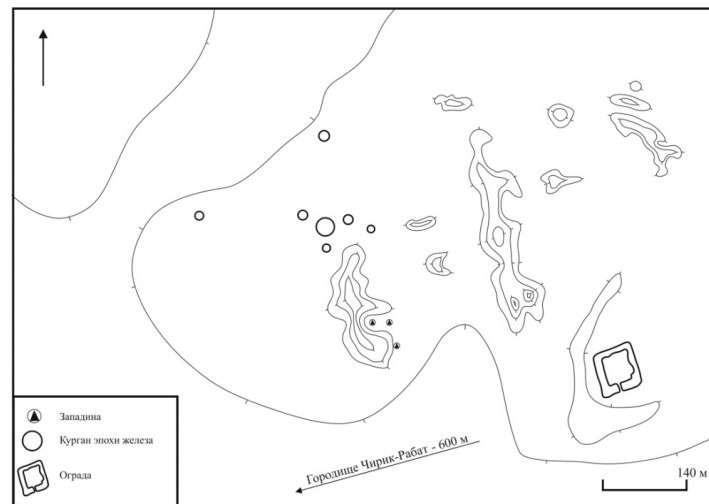 Городище Чирик-Рабат - 600 м
140 м
Западина
Курган эпохи железа
Ограда